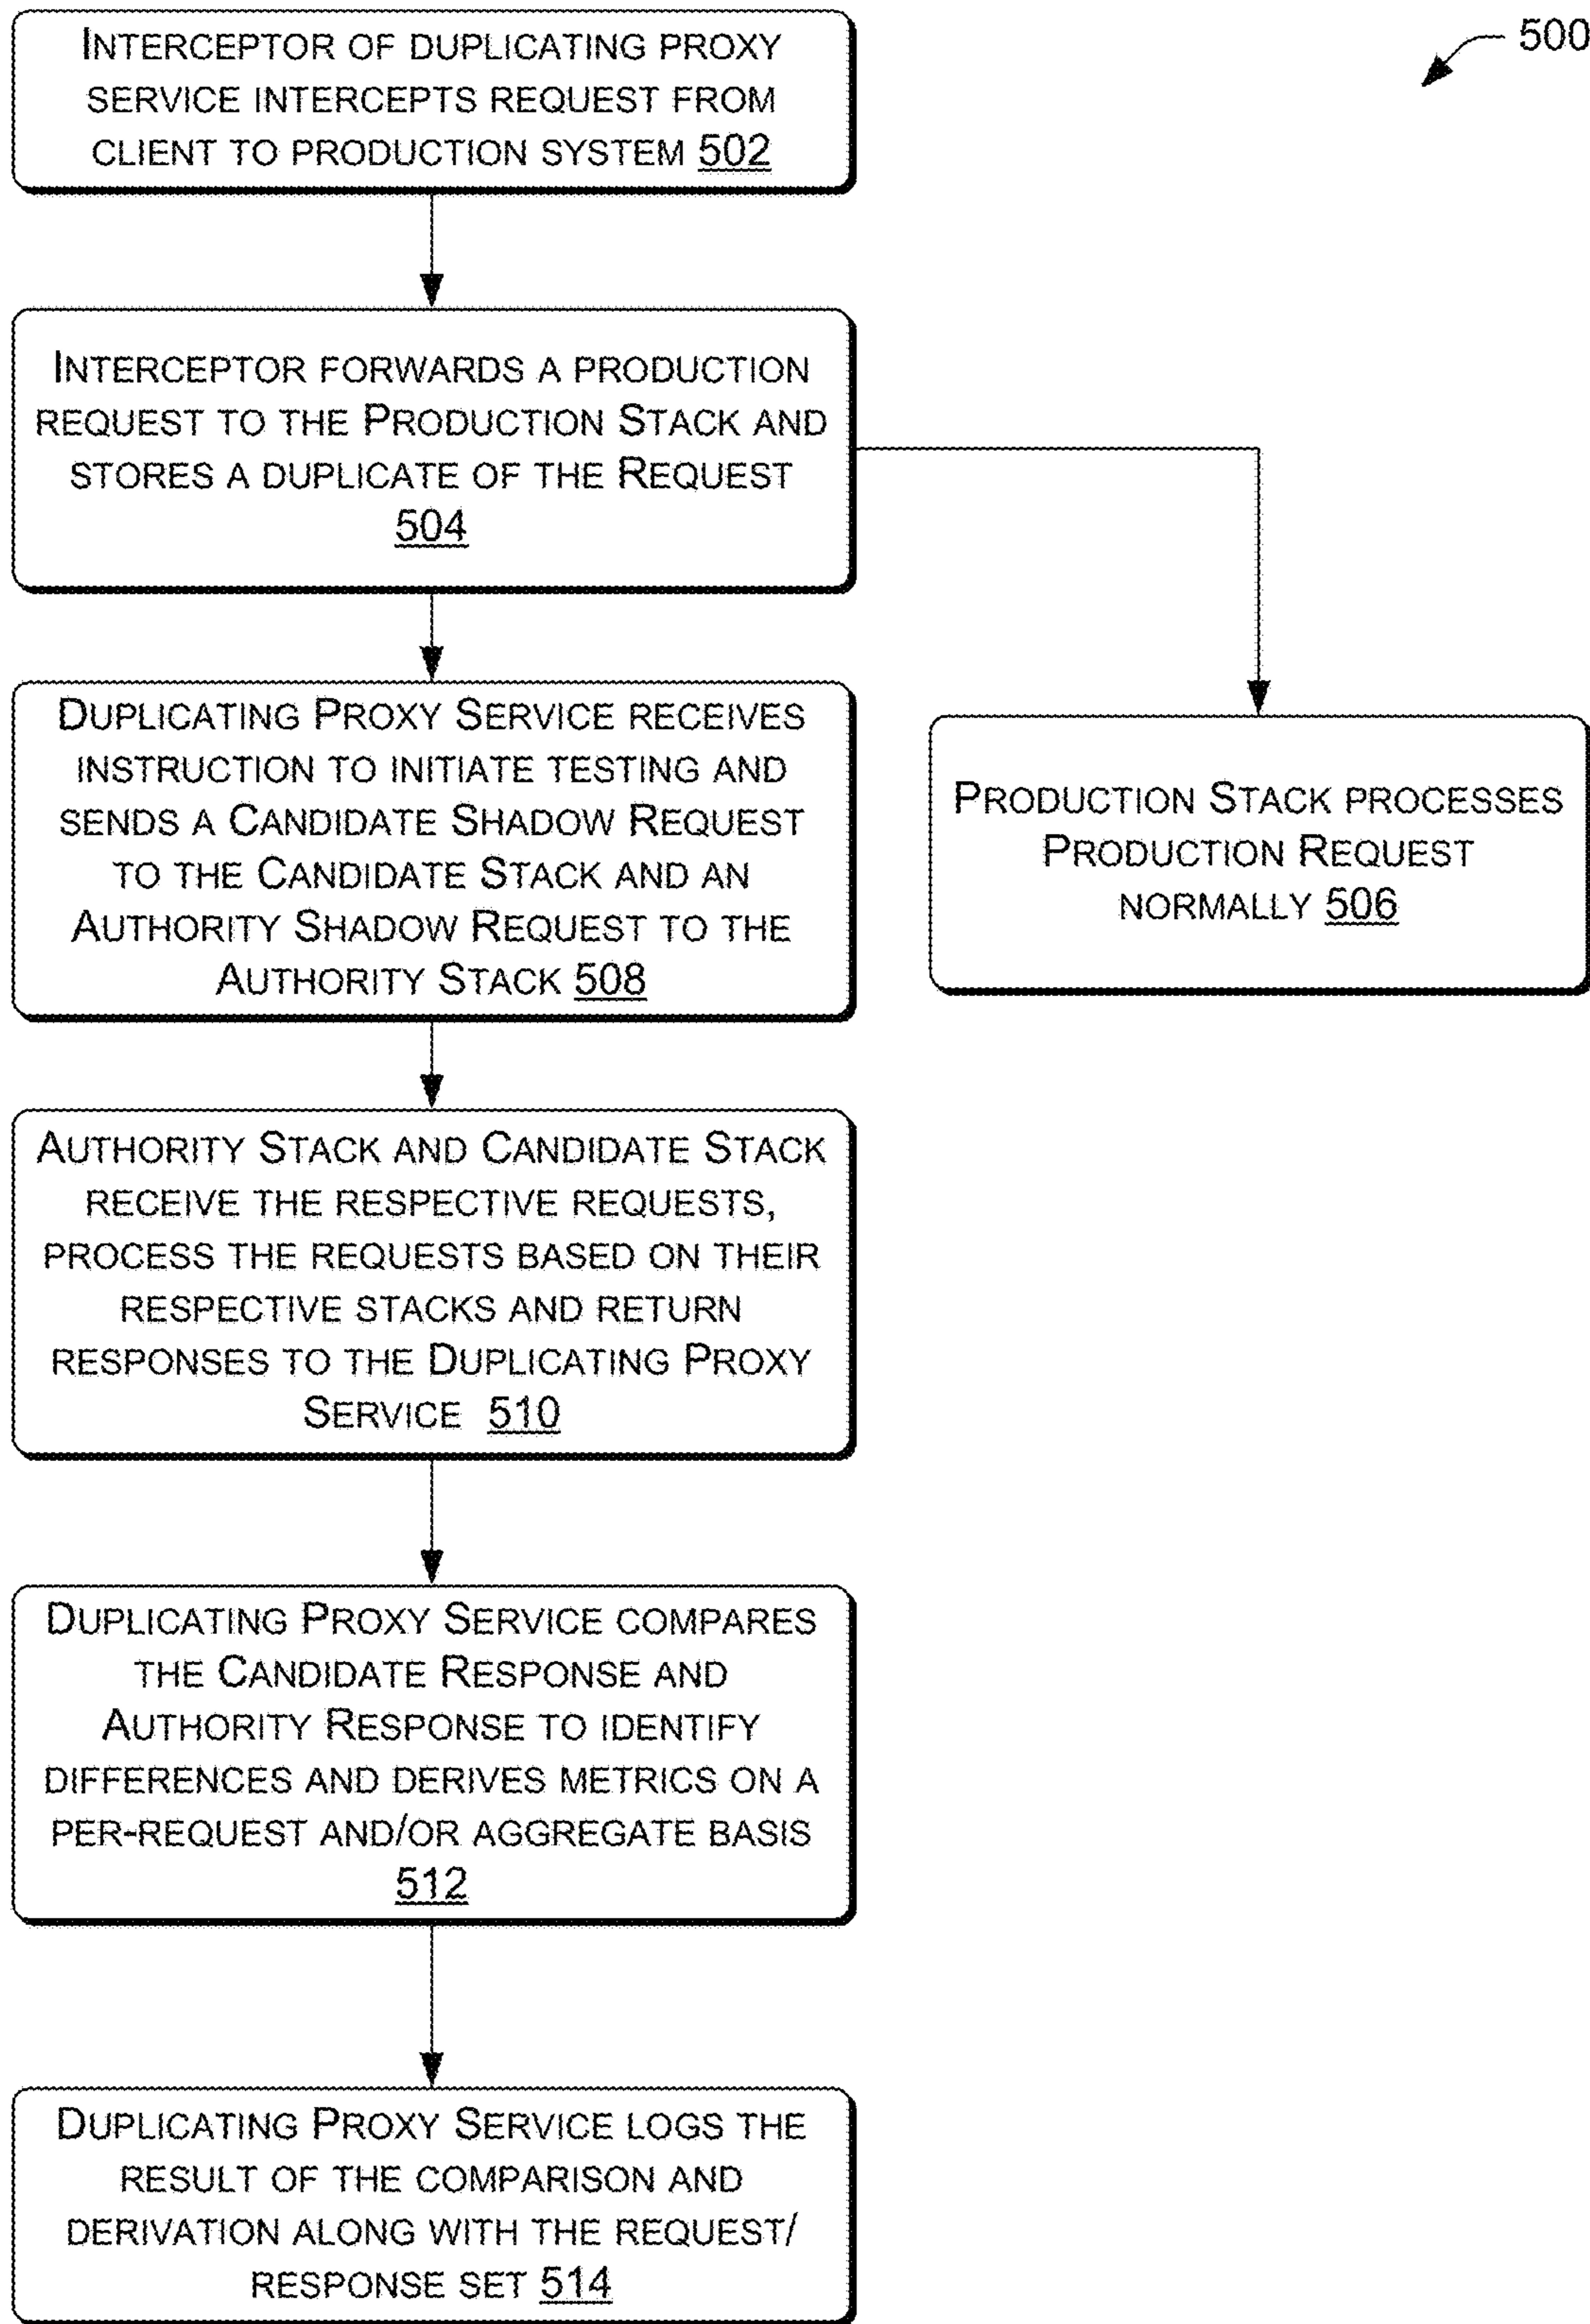 500
INTERCEPTOR OF DUPLICATING PROXY
SERVICE INTERCEPTS REQUEST FROM
CLIENT TO PRODUCTION SYSTEM 502
INTERCEPTOR FORWARDS A PRODUCTION
REQUEST TO THE PRODUCTION STACK AND
STORES A DUPLICATE OF THE REQUEST
504
PRODUCTION STACK PROCESSES
PRODUCTION REQUEST
NORMALLY 506
DUPLICATING PROXY SERVICE RECEIVES
INSTRUCTION TO INITIATE TESTING AND
SENDS A CANDIDATE SHADOW REQUEST
TO THE CANDIDATE STACK AND AN
AUTHORITY SHADOW REQUEST TO THE
AUTHORITY STACK 508
AUTHORITY STACK AND CANDIDATE STACK
RECEIVE THE RESPECTIVE REQUESTS,
PROCESS THE REQUESTS BASED ON THEIR
RESPECTIVE STACKS AND RETURN
RESPONSES TO THE DUPLICATING PROXY
SERVICE 510
DUPLICATING PROXY SERVICE COMPARES
THE CANDIDATE RESPONSE AND
AUTHORITY RESPONSE TO IDENTIFY
DIFFERENCES AND DERIVES METRICS ON A
PER-REQUEST AND/OR AGGREGATE BASIS
512
DUPLICATING PROXY SERVICE LOGS THE
RESULT OF THE COMPARISON AND
DERIVATION ALONG WITH THE REQUEST/
RESPONSE SET 514